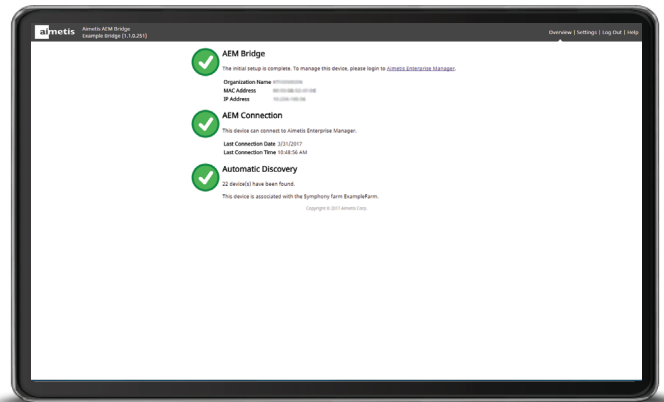 aimetis
Aimetis AEM Bridge
Example Bridge [1.1.0.251]
Overview | Settings | Log Out | Help
AEM Bridge
The initial setup is complete. To manage this device, please login to Aimetis Enterprise Manager.
Organization Name
MAC Address
IP Address
AEM Connection
This device can connect to Aimetis Enterprise Manager.
Last Connection Date 3/31/2017
Last Connection Time 10:48:56 AM
Automatic Discovery
22 device(s) have been found.
This device is associated with the Symphony farm ExampleFarm.
Copyright © 2017 Aimetis Corp.